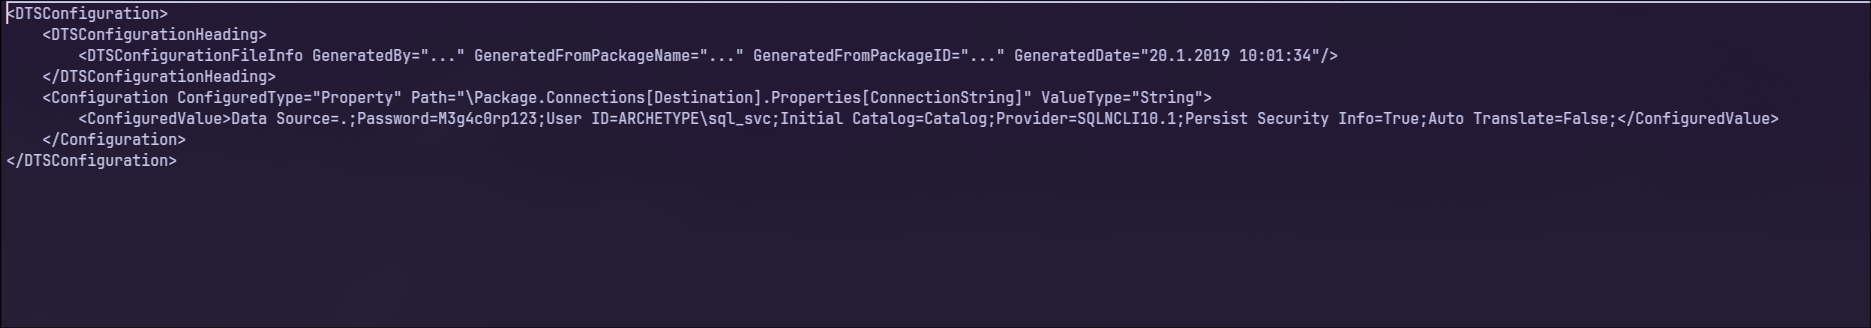 <DTSConfiguration>
    <DTSConfigurationHeading>
        <DTSConfigurationFileInfo GeneratedBy="..." GeneratedFromPackageName="..." GeneratedFromPackageID="..." GeneratedDate="20.1.2019 10:01:34"/>
    </DTSConfigurationHeading>
    <Configuration ConfiguredType="Property" Path="\Package.Connections[Destination].Properties[ConnectionString]" ValueType="String">
        <ConfiguredValue>Data Source=.;Password=M3g4c0rp123;User ID=ARCHETYPE\sql_svc;Initial Catalog=Catalog;Provider=SQLNCLI10.1;Persist Security Info=True;Auto Translate=False;</ConfiguredValue>
    </Configuration>
</DTSConfiguration>